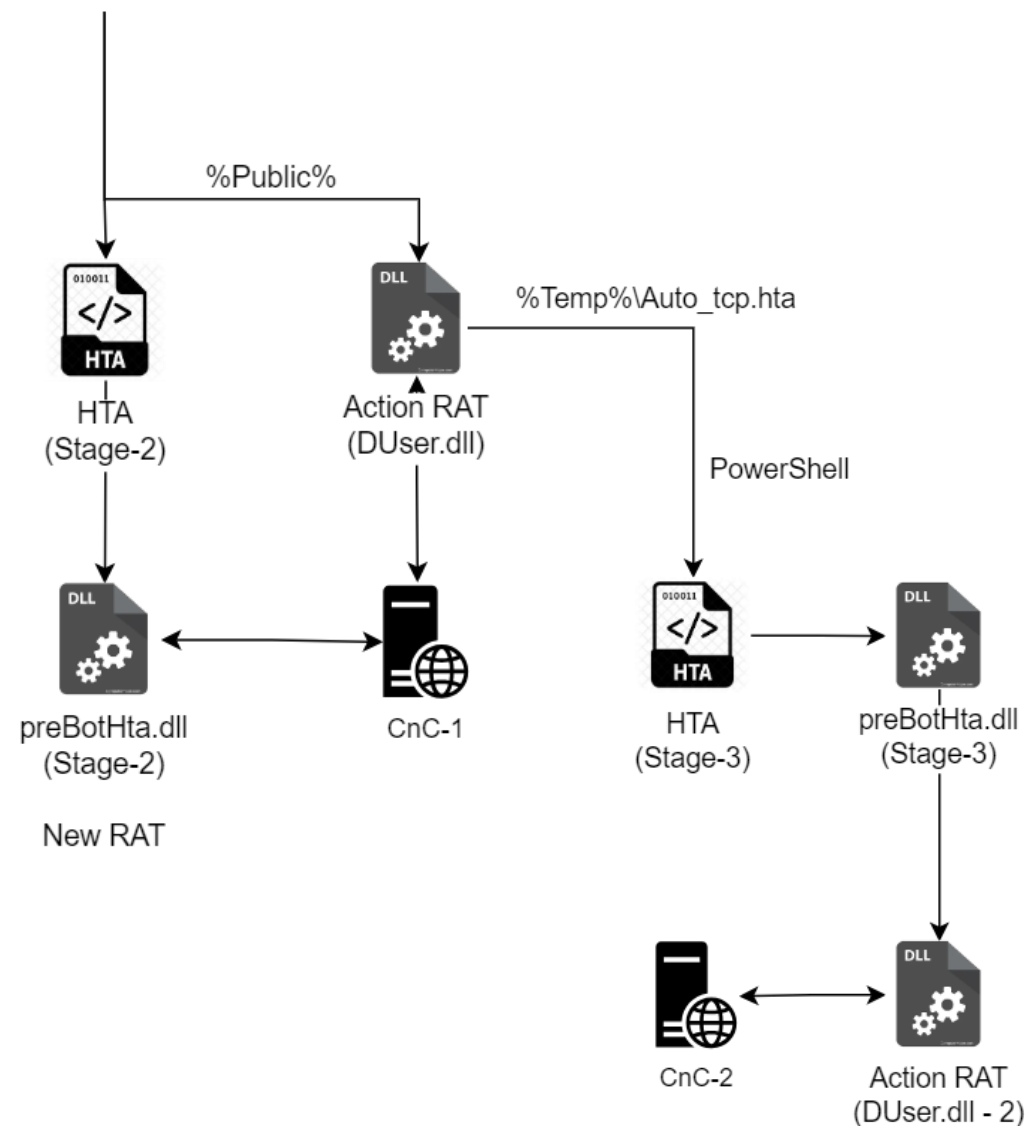 %Public%
010011
</>
HTA
HTA
(Stage-2)
DLL
Action RAT
(DUser.dll)
%Temp%\Auto_tcp.hta
PowerShell
DLL
preBotHta.dll
(Stage-2)
New RAT
CnC-1
010011
</>
HTA
HTA
(Stage-3)
DLL
preBotHta.dll
(Stage-3)
CnC-2
DLL
Action RAT
(DUser.dll - 2)